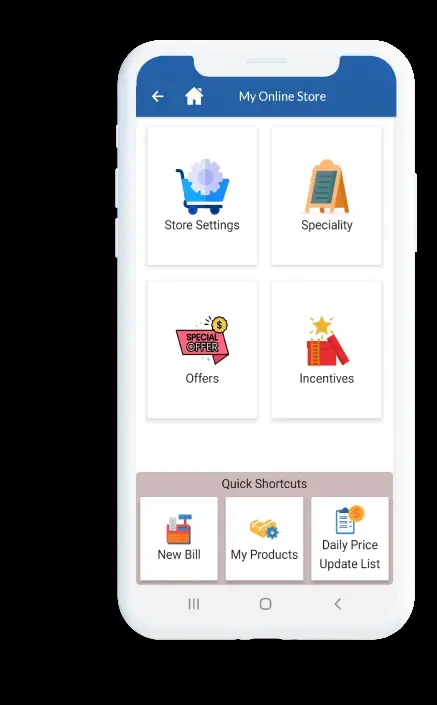 My Online Store
Store Settings
Speciality
SPECIAL
OFFER
Offers
Incentives
Quick Shortcuts
New Bill
My Products
Daily Price
Update List